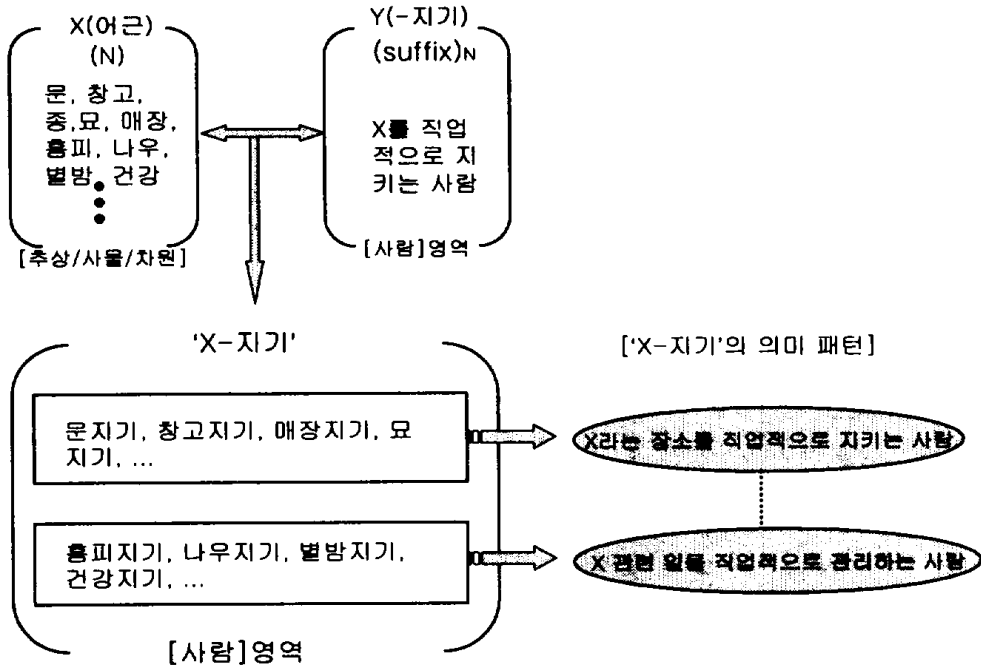 X(어근)
(N)
문, 창고,
종,묘, 매장,
홈피, 나우,
별밤, 건강
[추상/사물/차원]
Y(-지기)
(suffix)N
X를 직업
적으로 지
키는 사람
[사람]영역
‘X-지기’
[‘X-지기’의 의미 패턴]
문지기, 창고지기, 매장지기, 묘
지기, ...
X라는 장소를 직업적으로 지키는 사람
홈피지기, 나우지기, 별밤지기,
건강지기, ...
X 관련 일을 직업적으로 관리하는 사람
[사람]영역